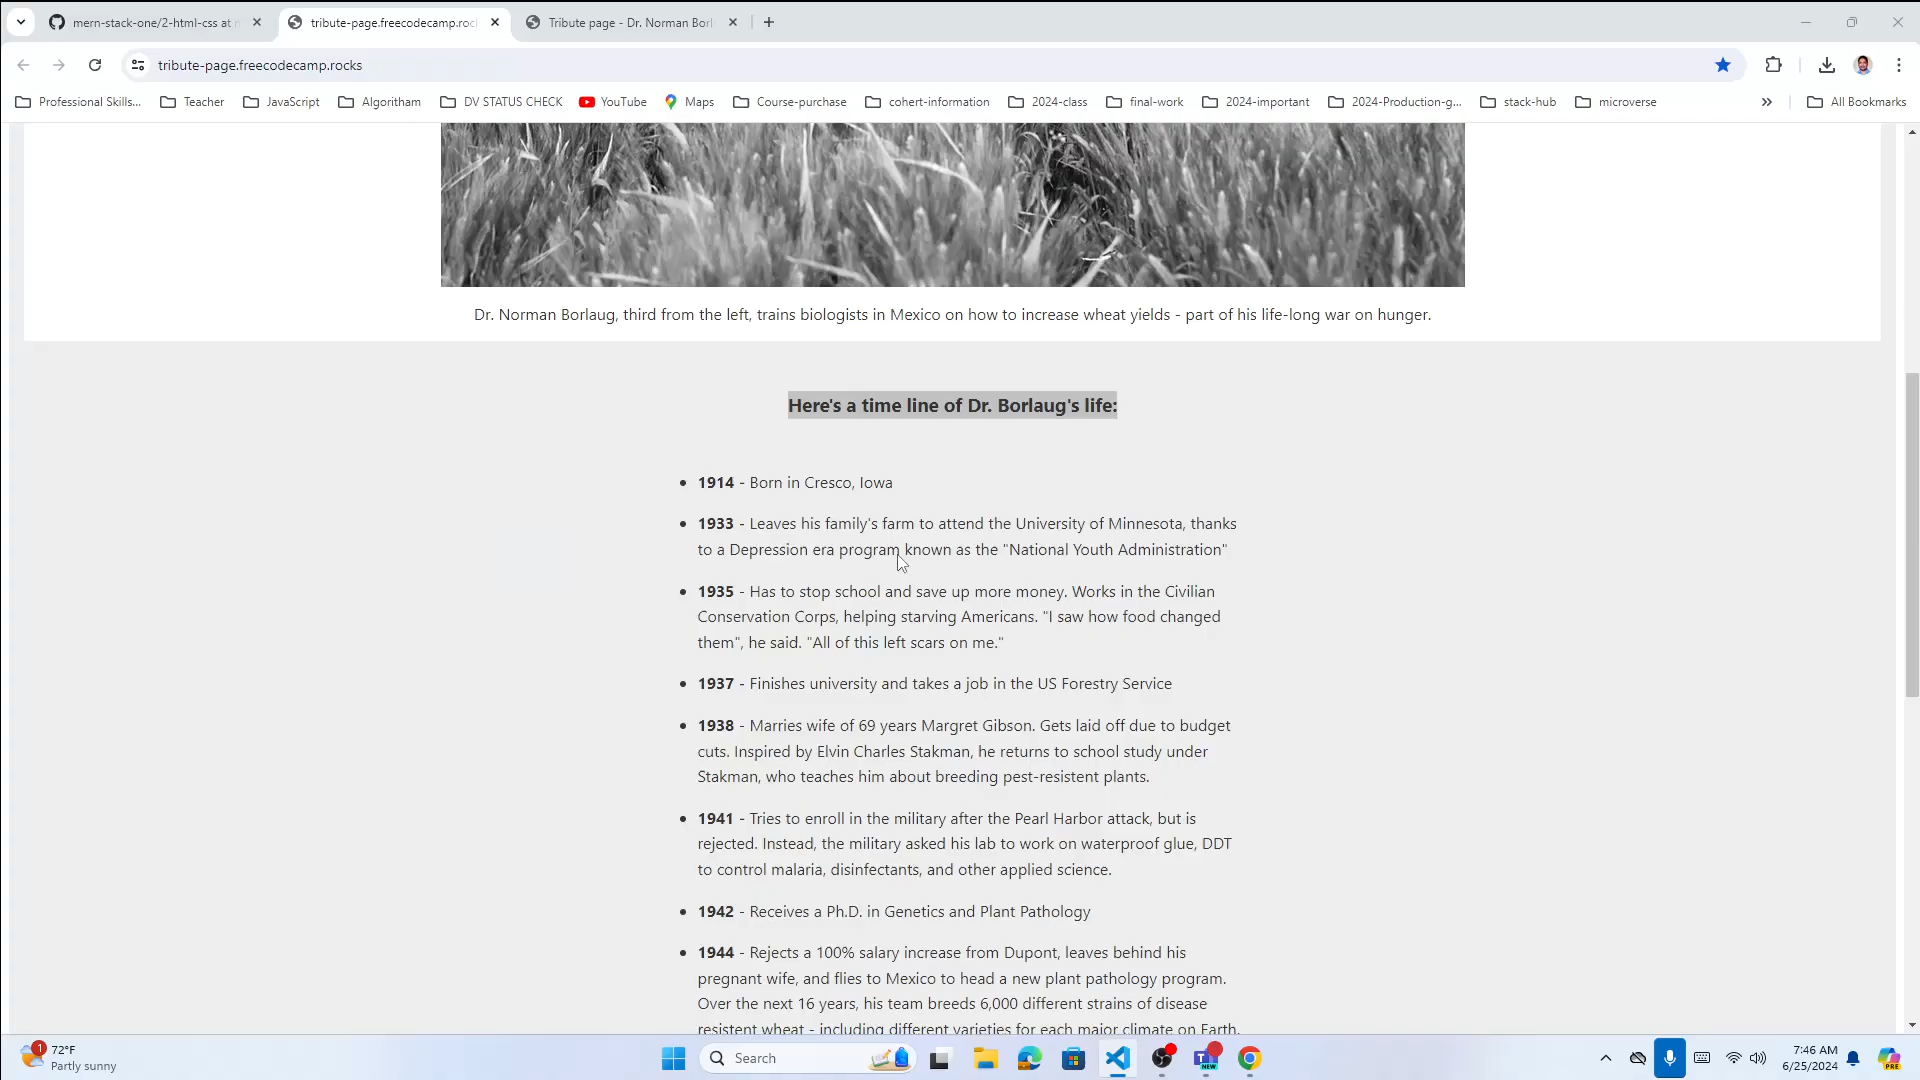 mern-stack-one/2-html-css at
tribute-page.freecodecamp.roc
Tribute page - Dr. Norman Borl
tribute-page.freecodecamp.rocks
Professional Skills...
Teacher
JavaScript
Algoritham
DV STATUS CHECK
YouTube
Maps
Course-purchase
cohert-information
2024-class
final-work
2024-important
2024-Production-g...
stack-hub
microverse
All Bookmarks
Dr. Norman Borlaug, third from the left, trains biologists in Mexico on how to increase wheat yields - part of his life-long war on hunger.
Here's a time line of Dr. Borlaug's life:
1914 - Born in Cresco, Iowa
1933 - Leaves his family's farm to attend the University of Minnesota, thanks
to a Depression era program known as the "National Youth Administration"
1935 - Has to stop school and save up more money. Works in the Civilian
Conservation Corps, helping starving Americans. "I saw how food changed
them", he said. "All of this left scars on me."
1937 - Finishes university and takes a job in the US Forestry Service
1938 - Marries wife of 69 years Margret Gibson. Gets laid off due to budget
cuts. Inspired by Elvin Charles Stakman, he returns to school study under
Stakman, who teaches him about breeding pest-resistent plants.
1941 - Tries to enroll in the military after the Pearl Harbor attack, but is
rejected. Instead, the military asked his lab to work on waterproof glue, DDT
to control malaria, disinfectants, and other applied science.
1942 - Receives a Ph.D. in Genetics and Plant Pathology
1944 - Rejects a 100% salary increase from Dupont, leaves behind his
pregnant wife, and flies to Mexico to head a new plant pathology program.
Over the next 16 years, his team breeds 6,000 different strains of disease
resistent wheat - including different varieties for each major climate on Earth.
1
72°F
Partly sunny
Search
NEW
7:46 AM
6/25/2024
PRE